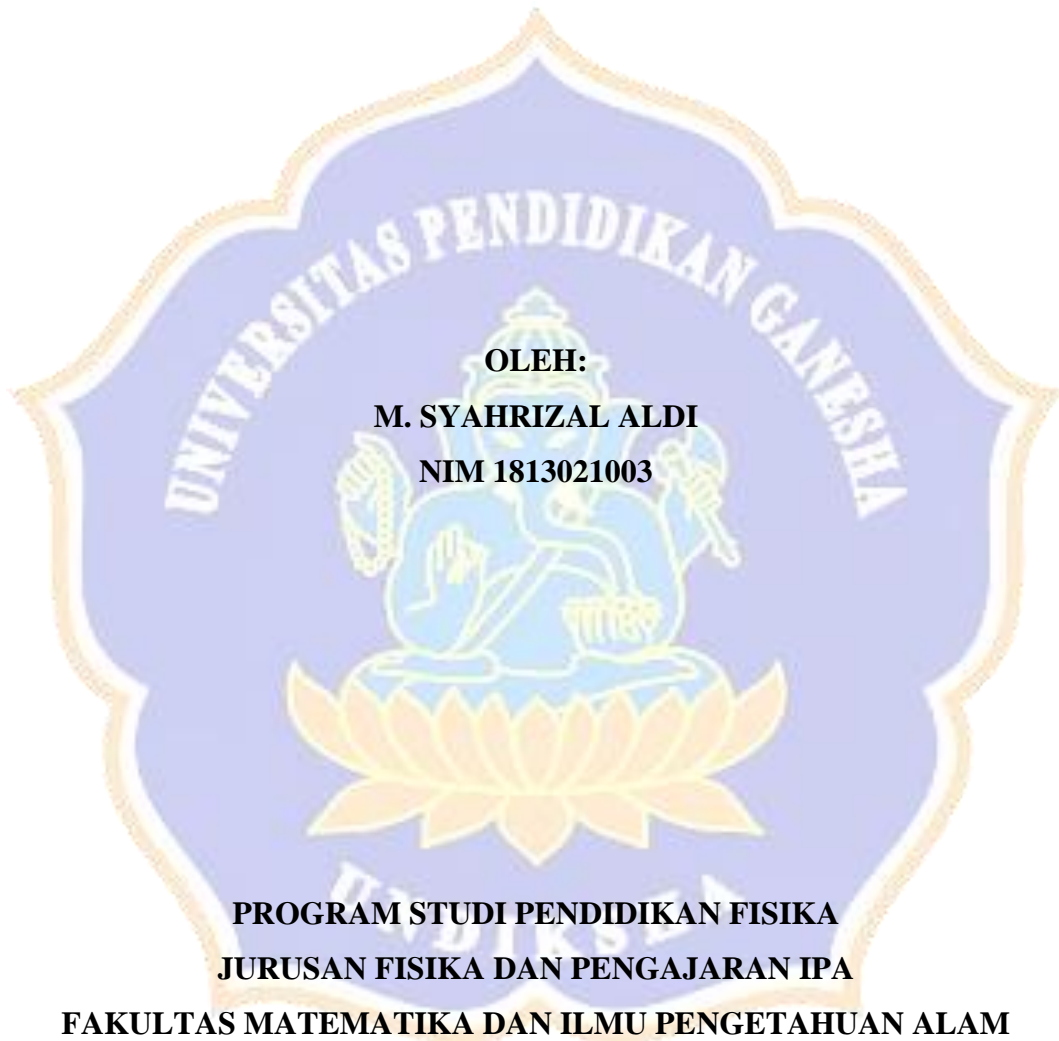 UNIVERSITAS PENDIDIKAN GANESHA
OLEH:
M. SYAHRIZAL ALDI
NIM 1813021003
PROGRAM STUDI PENDIDIKAN FISIKA
UNDIKSHA
JURUSAN FISIKA DAN PENGAJARAN IPA
FAKULTAS MATEMATIKA DAN ILMU PENGETAHUAN ALAM